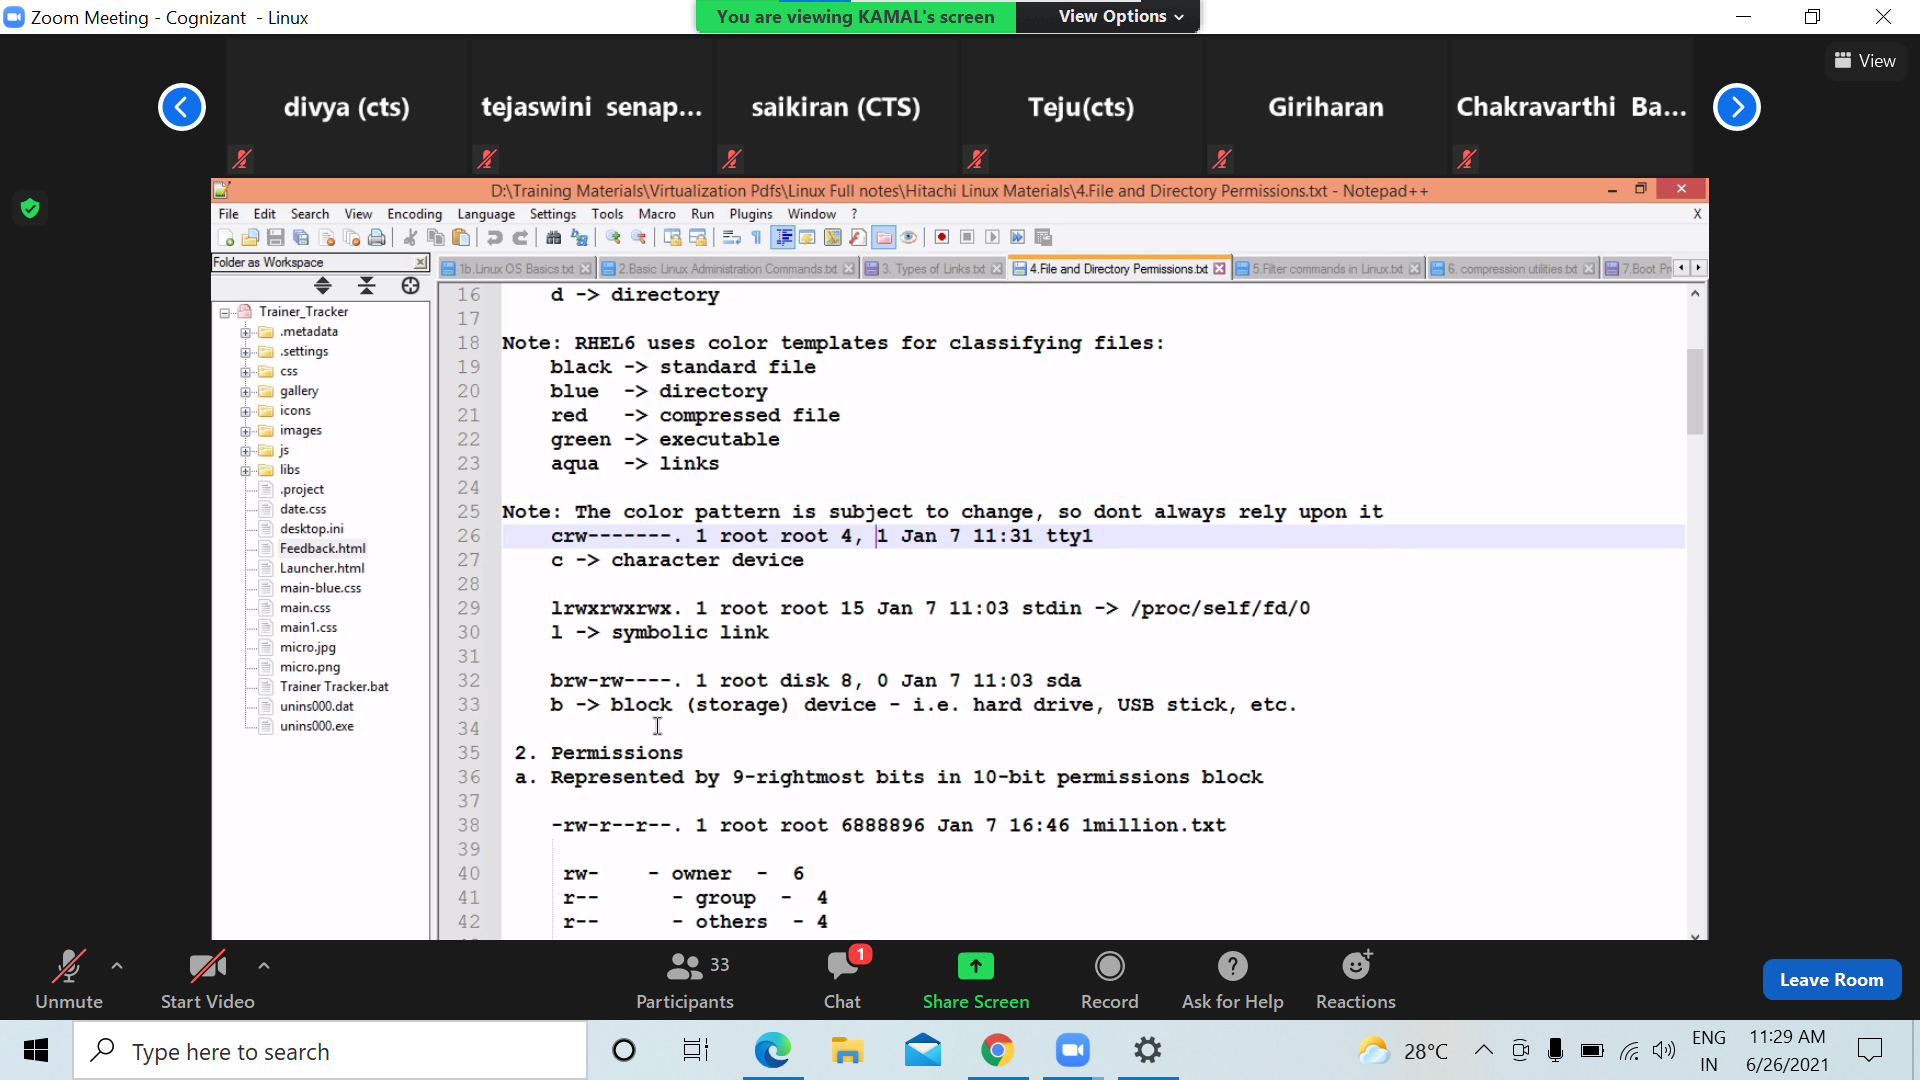 Zoom Meeting - Cognizant - Linux
You are viewing KAMAL's screen
View Options
View
divya (cts)
tejaswini senap...
saikiran (CTS)
Teju(cts)
Giriharan
Chakravarthi Ba...
D:\Training Materials\Virtualization Pdfs\Linux Full notes\Hitachi Linux Materials\4.File and Directory Permissions.txt - Notepad++
File Edit Search View Encoding Language Settings Tools Macro Run Plugins Window ?
X
Folder as Workspace
1b.Linux OS Basics.txt
2.Basic Linux Administration Commands.txt
3. Types of Links.txt
4.File and Directory Permissions.txt
5.Filter commands in Linux.txt
6. compression utilities.txt
7.Boot Pr
Trainer_Tracker
.metadata
.settings
css
gallery
icons
images
js
libs
.project
date.css
desktop.ini
Feedback.html
Launcher.html
main-blue.css
main.css
main1.css
micro.jpg
micro.png
Trainer Tracker.bat
unins000.dat
unins000.exe
16 d -> directory
17
18 Note: RHEL6 uses color templates for classifying files:
19 black -> standard file
20 blue -> directory
21 red -> compressed file
22 green -> executable
23 aqua -> links
24
25 Note: The color pattern is subject to change, so dont always rely upon it
26 crw-------. 1 root root 4, 1 Jan 7 11:31 tty1
27 c -> character device
28
29 lrwxrwxrwx. 1 root root 15 Jan 7 11:03 stdin -> /proc/self/fd/0
30 l -> symbolic link
31
32 brw-rw----. 1 root disk 8, 0 Jan 7 11:03 sda
33 b -> block (storage) device - i.e. hard drive, USB stick, etc.
34
35 2. Permissions
36 a. Represented by 9-rightmost bits in 10-bit permissions block
37
38 -rw-r--r--. 1 root root 6888896 Jan 7 16:46 1million.txt
39
40 rw- - owner - 6
41 r-- - group - 4
42 r-- - others - 4
Unmute
Start Video
33
Participants
1
Chat
Share Screen
Record
Ask for Help
Reactions
Leave Room
Type here to search
28°C
ENG
IN
11:29 AM
6/26/2021